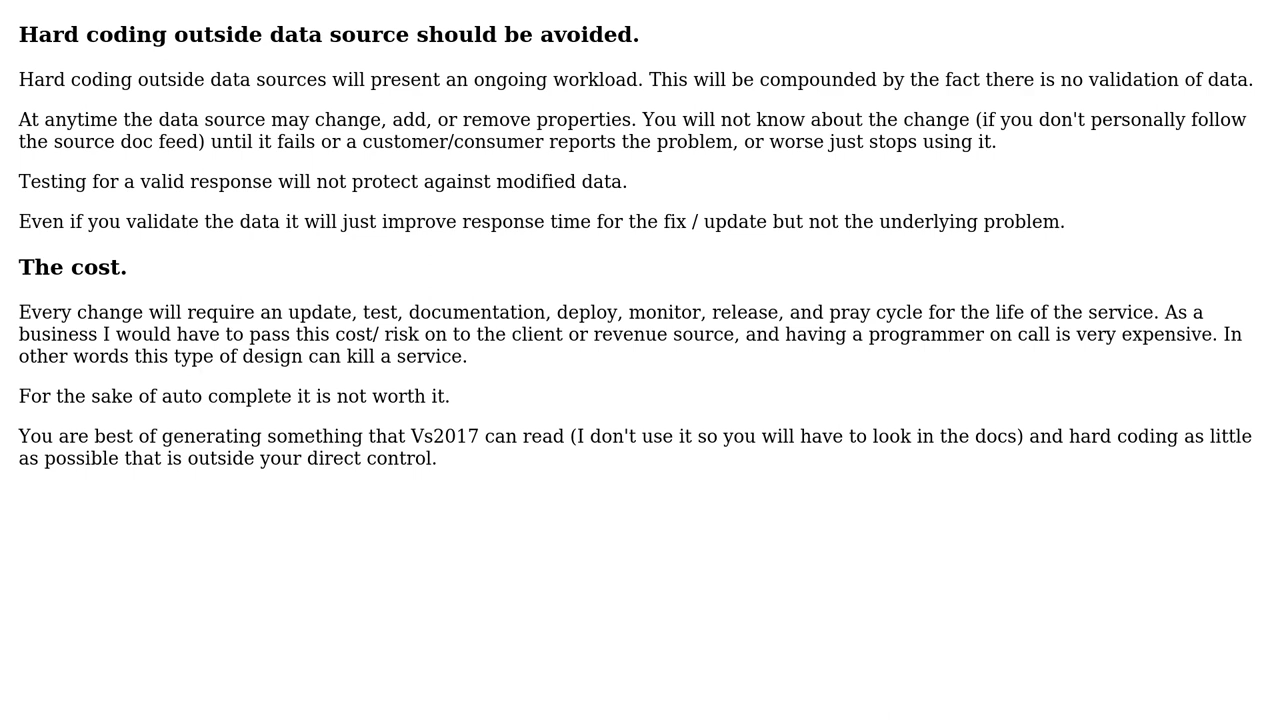 Hard coding outside data source should be avoided.
Hard coding outside data sources will present an ongoing workload. This will be compounded by the fact there is no validation of data.
At anytime the data source may change, add, or remove properties. You will not know about the change (if you don't personally follow
the source doc feed) until it fails or a customer/consumer reports the problem, or worse just stops using it.
Testing for a valid response will not protect against modified data.
Even if you validate the data it will just improve response time for the fix / update but not the underlying problem.
The cost.
Every change will require an update, test, documentation, deploy, monitor, release, and pray cycle for the life of the service. As a
business I would have to pass this cost/ risk on to the client or revenue source, and having a programmer on call is very expensive. In
other words this type of design can kill a service.
For the sake of auto complete it is not worth it.
You are best of generating something that Vs2017 can read (I don't use it so you will have to look in the docs) and hard coding as little
as possible that is outside your direct control.